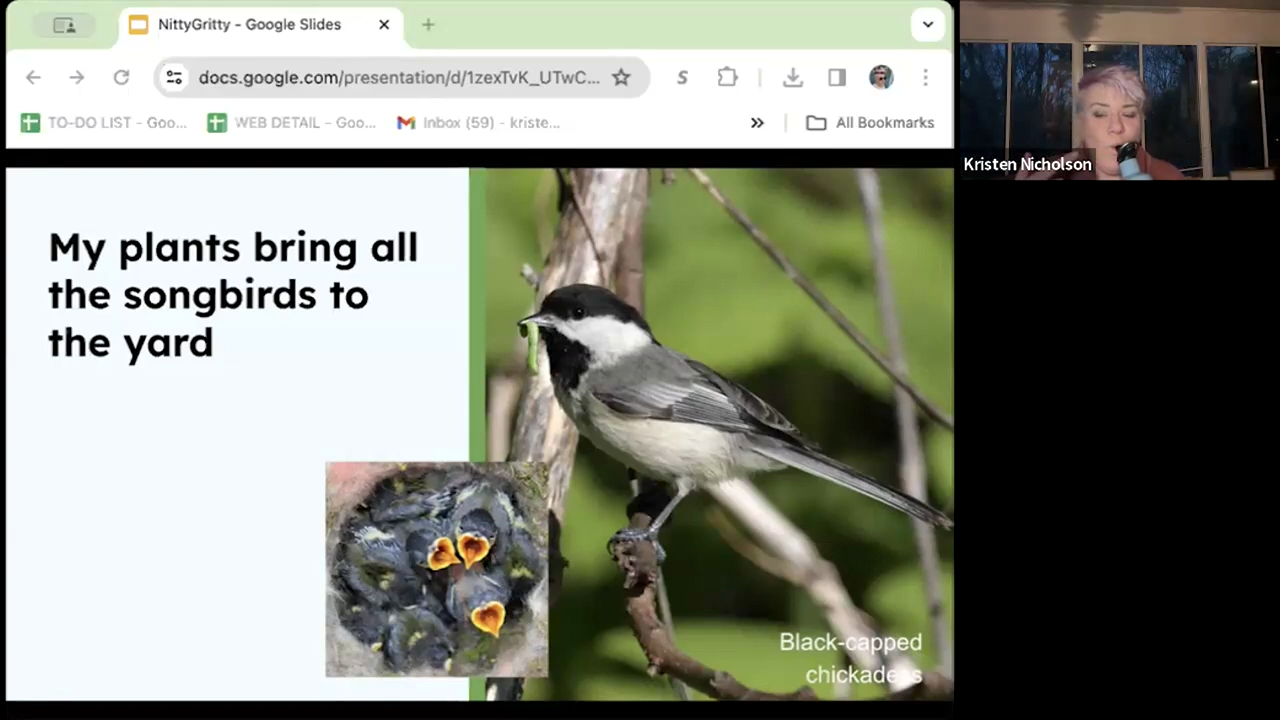 NittyGritty - Google Slides
docs.google.com/presentation/d/1zexTvK_UTwC...
TO-DO LIST - Goo...
WEB DETAIL - Goo...
Inbox (59) - kriste...
All Bookmarks
Kristen Nicholson
My plants bring all
the songbirds to
the yard
Black-capped
chickadees